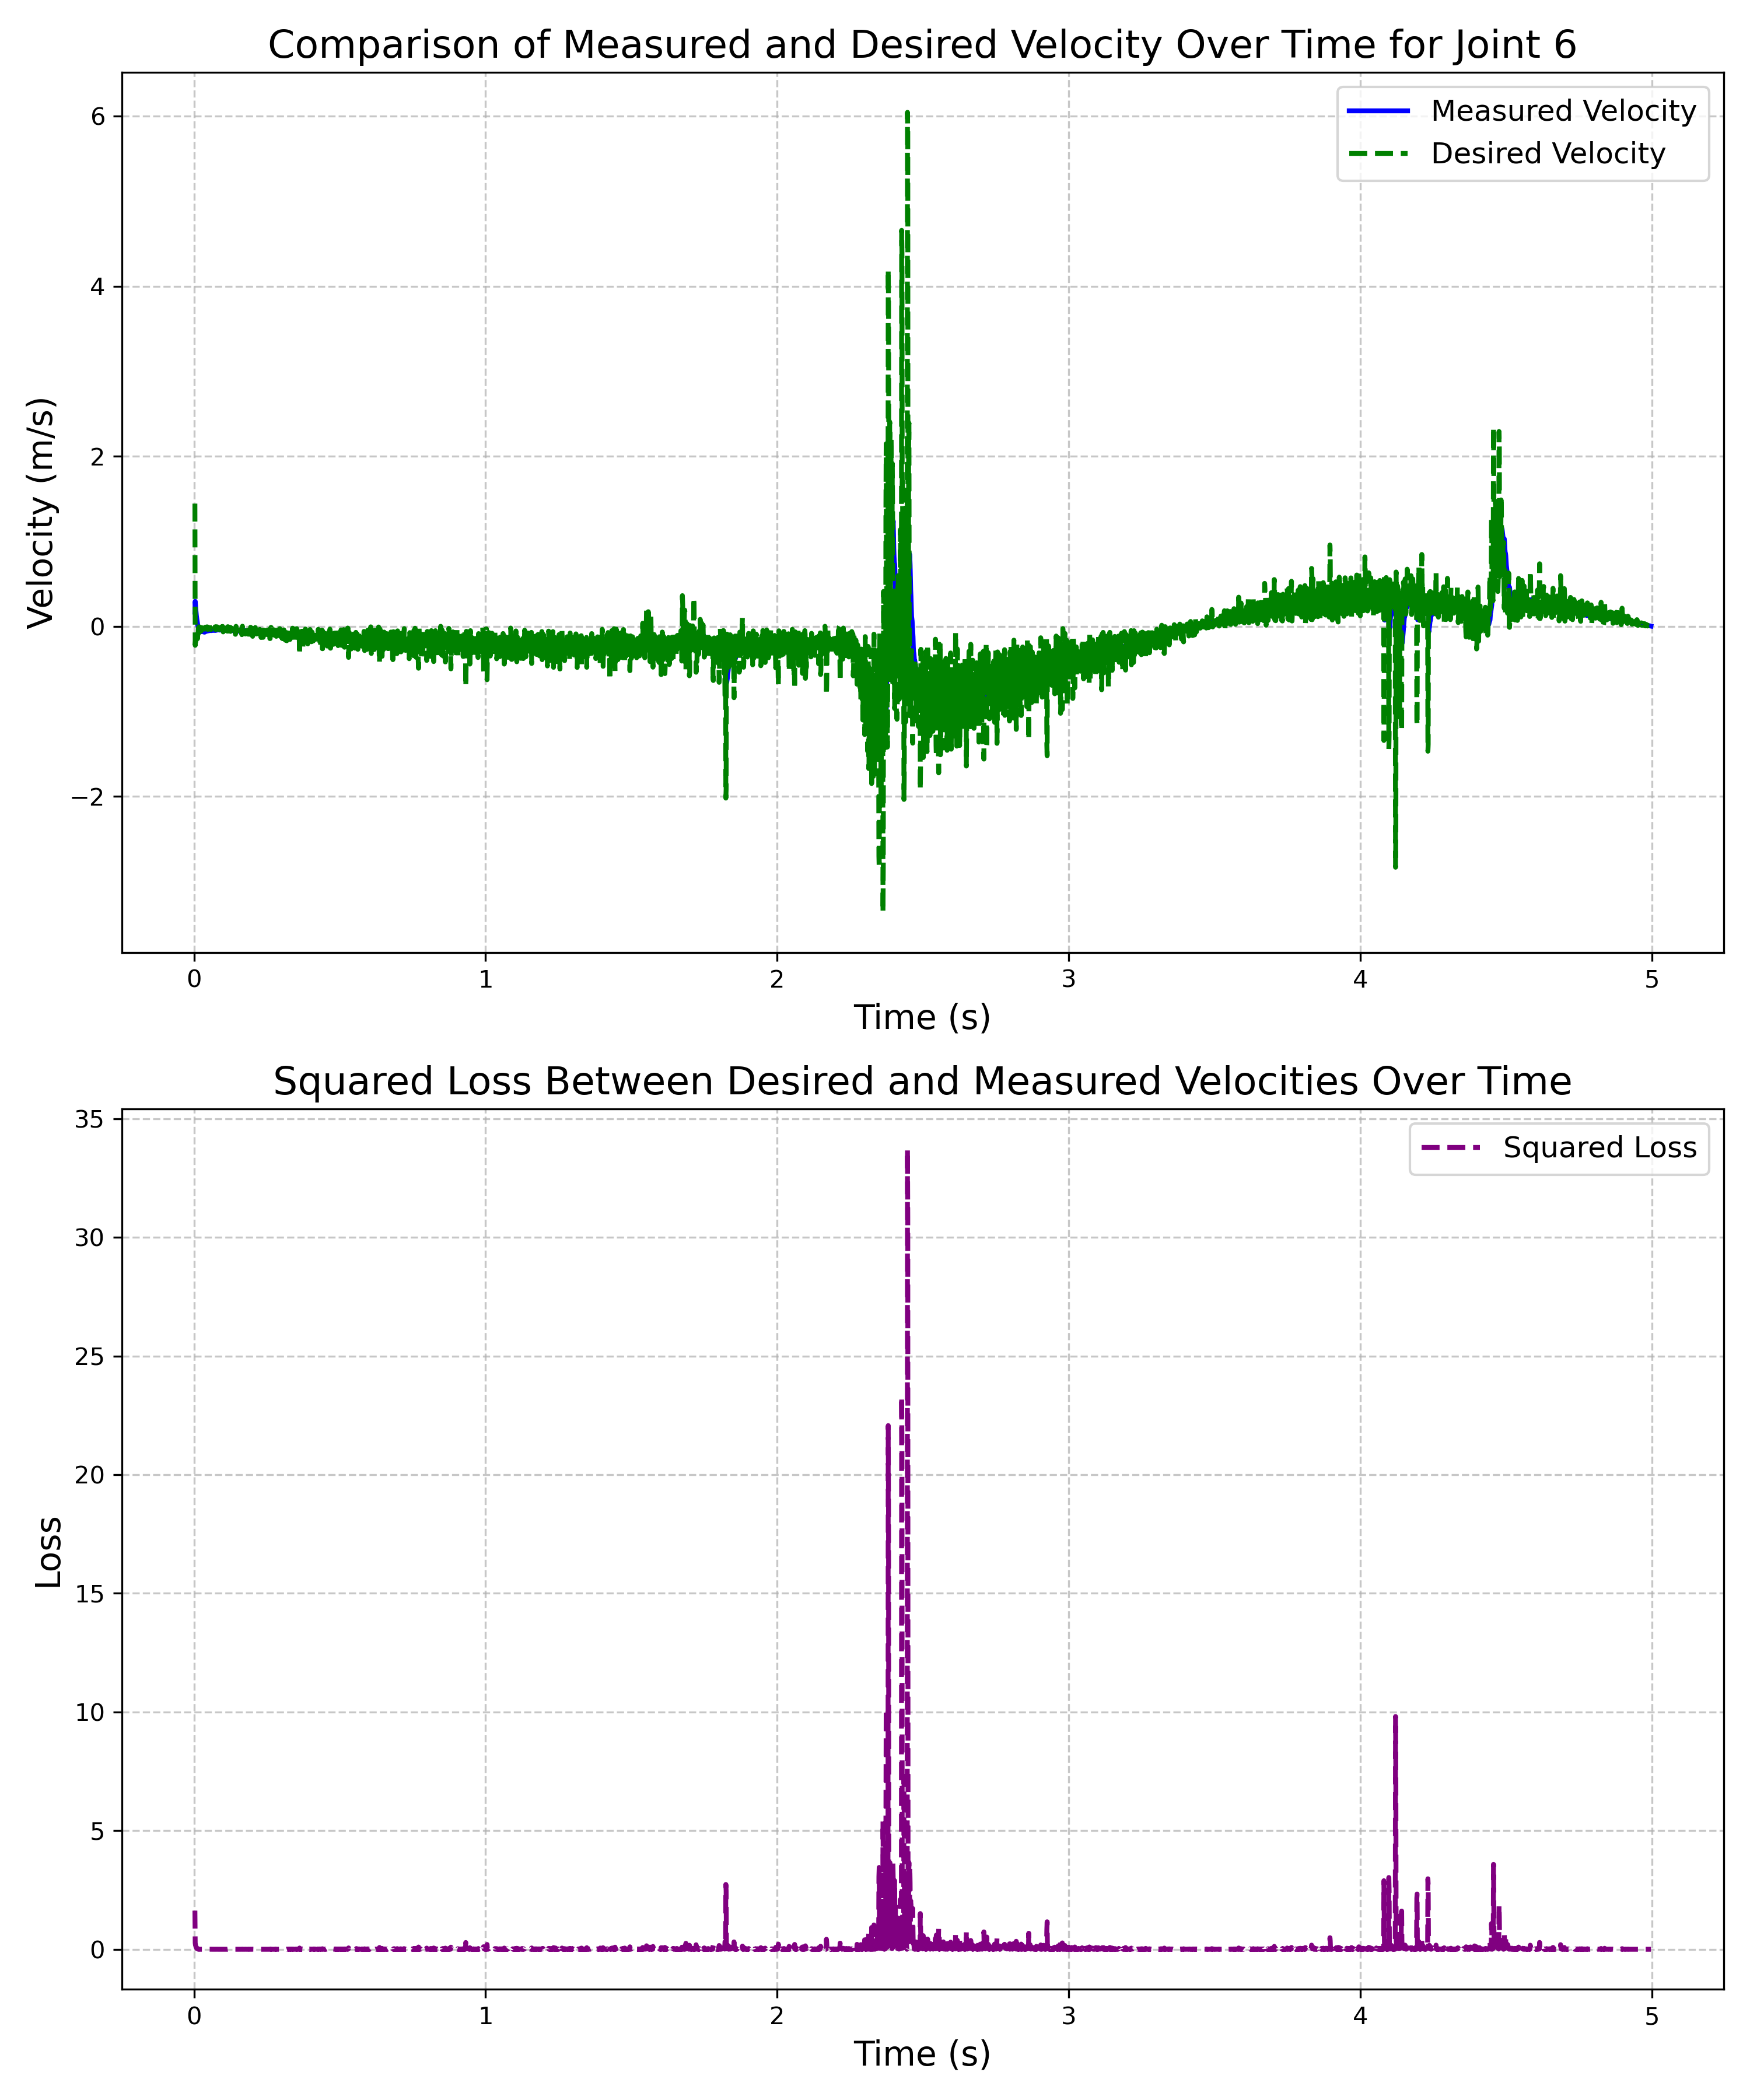 Comparison of Measured and Desired Velocity Over Time for Joint 6
Measured Velocity
Desired Velocity
6
4
2
0
−2
Velocity (m/s)
0 1 2 3 4 5
Time (s)
Squared Loss Between Desired and Measured Velocities Over Time
Squared Loss
35
30
25
20
15
10
5
0
Loss
0 1 2 3 4 5
Time (s)